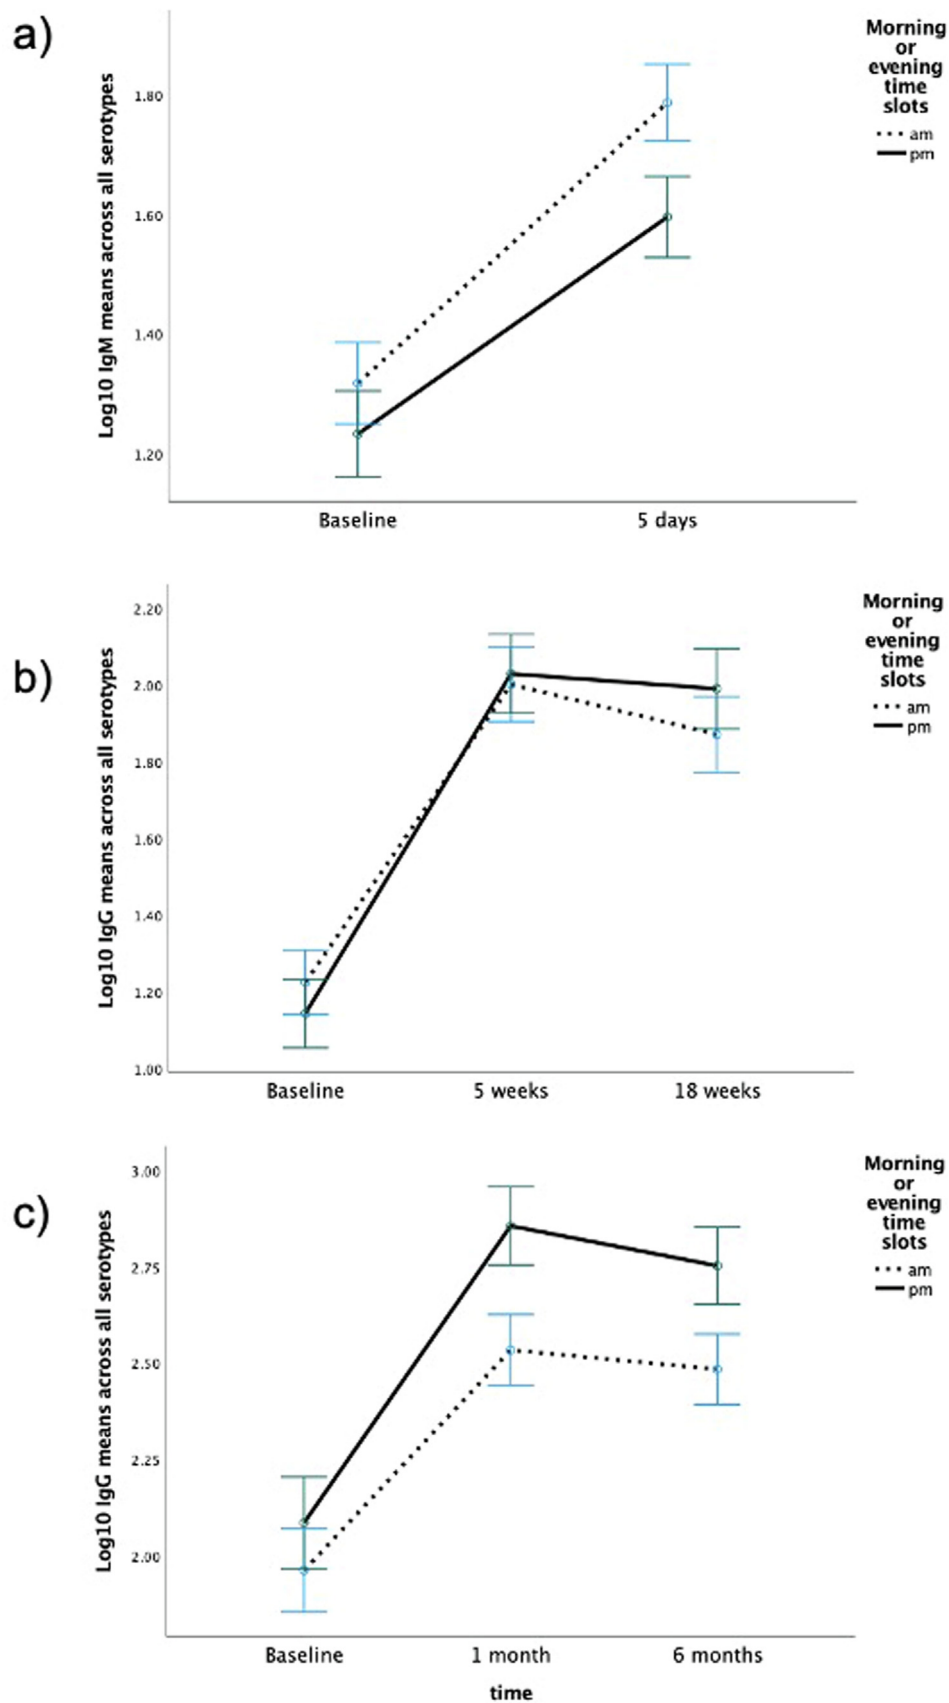 a)
Log10 IgM means across all serotypes
1.80
1.60
1.40
1.20
Baseline
5 days
Morning
or
evening
time
slots
am
pm
b)
Log10 IgG means across all serotypes
2.20
2.00
1.80
1.60
1.40
1.20
1.00
Baseline
5 weeks
18 weeks
Morning
or
evening
time
slots
am
pm
c)
Log10 IgG means across all serotypes
3.00
2.75
2.50
2.25
2.00
Baseline
1 month
6 months
time
Morning
or
evening
time
slots
am
pm